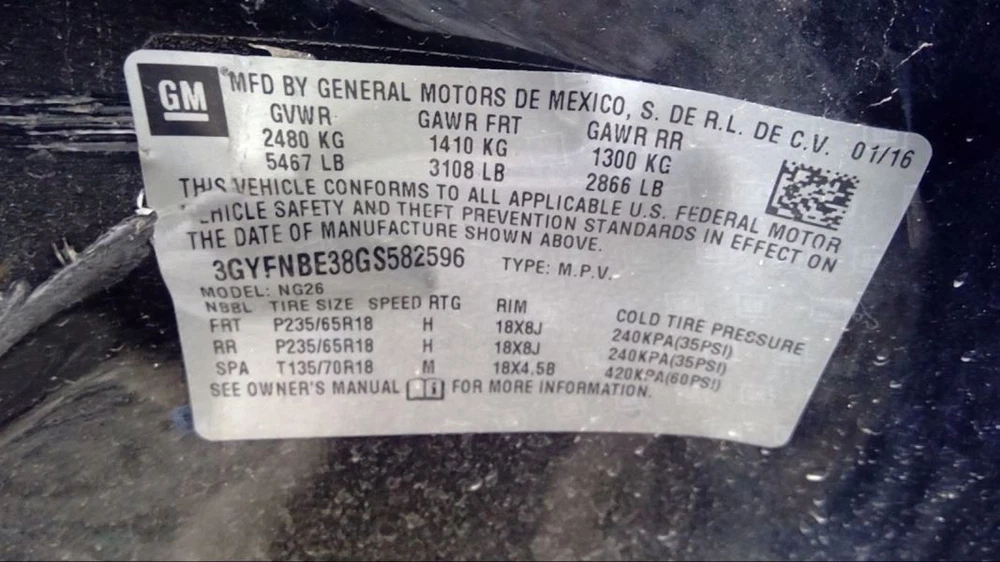 GM MFD BY GENERAL MOTORS DE MEXICO, S. DE R.L. DE C.V. 01/16
GVWR GAWR FRT GAWR RR
2480 KG 1410 KG 1300 KG
5467 LB 3108 LB 2866 LB
THIS VEHICLE CONFORMS TO ALL APPLICABLE U.S. FEDERAL MOTOR
EHICLE SAFETY AND THEFT PREVENTION STANDARDS IN EFFECT ON
THE DATE OF MANUFACTURE SHOWN ABOVE.
3GYFNBE38GS582596 TYPE: M.P.V.
MODEL: NG26
NBBL TIRE SIZE SPEED RTG RIM COLD TIRE PRESSURE
FRT P235/65R18 H 18X8J 240KPA(35PSI)
RR P235/65R18 H 18X8J 240KPA(35PSI)
SPA T135/70R18 M 18X4.5B 420KPA(60PSI)
SEE OWNER'S MANUAL FOR MORE INFORMATION.